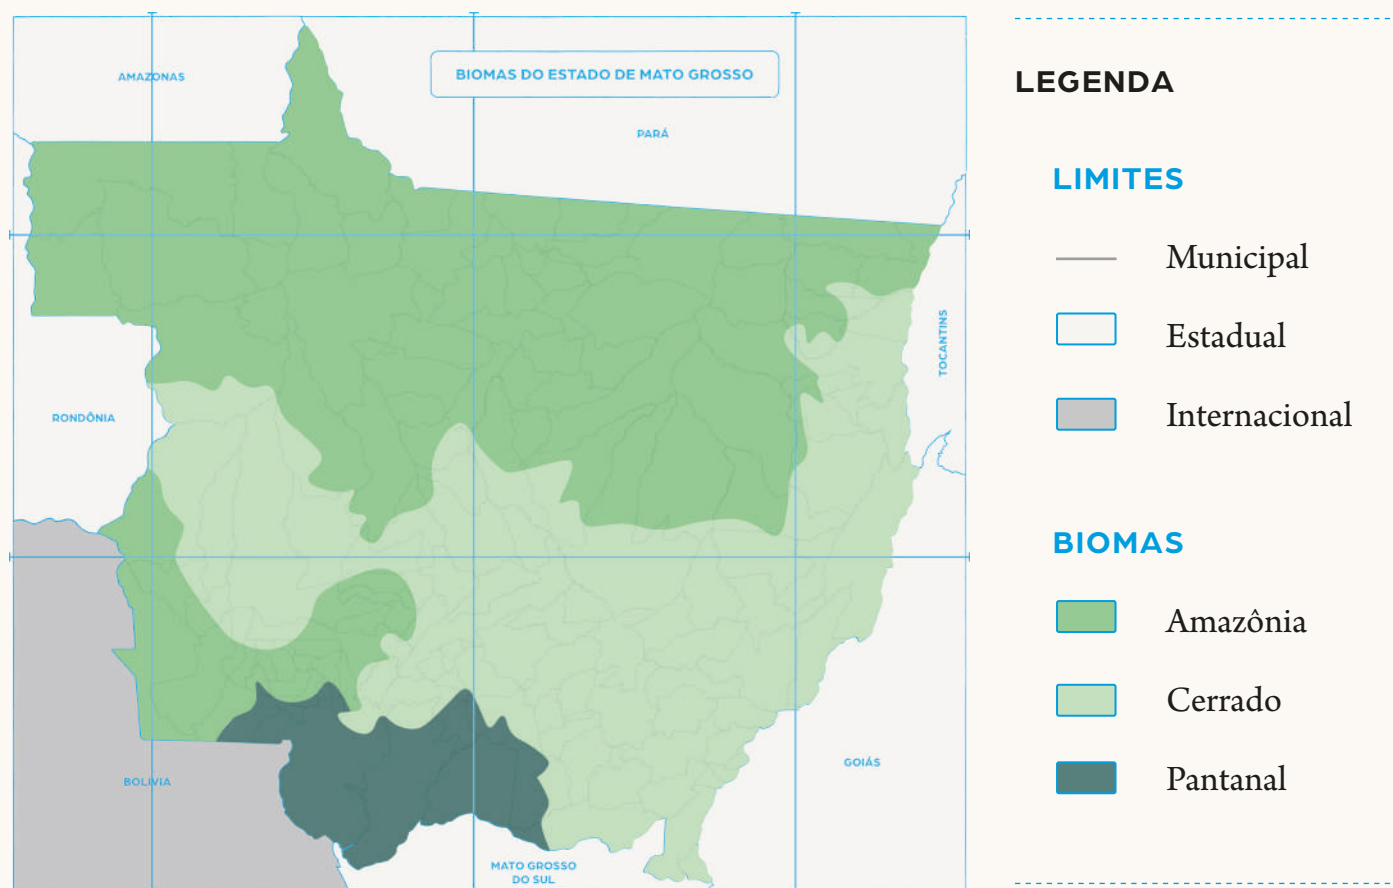 AMAZONAS
BIOMAS DO ESTADO DE MATO GROSSO
PARÁ
TOCANTINS
RONDÔNIA
BOLIVIA
GOIÁS
MATO GROSSO
DO SUL
LEGENDA
LIMITES
Municipal
Estadual
Internacional
BIOMAS
Amazônia
Cerrado
Pantanal